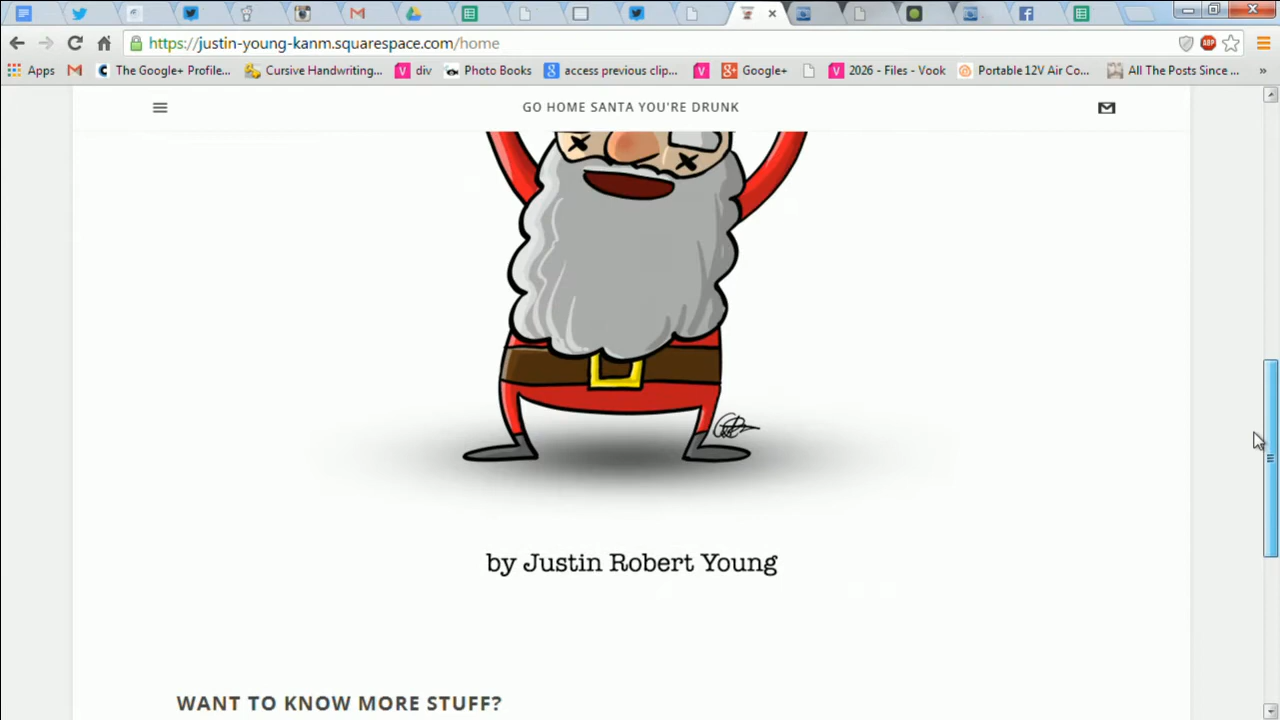 https://justin-young-kanm.squarespace.com/home
ABP
Apps
The Google+ Profile...
Cursive Handwriting...
div
Photo Books
access previous clip...
Google+
2026 - Files - Vook
Portable 12V Air Co...
All The Posts Since ...
»
GO HOME SANTA YOU'RE DRUNK
by Justin Robert Young
WANT TO KNOW MORE STUFF?